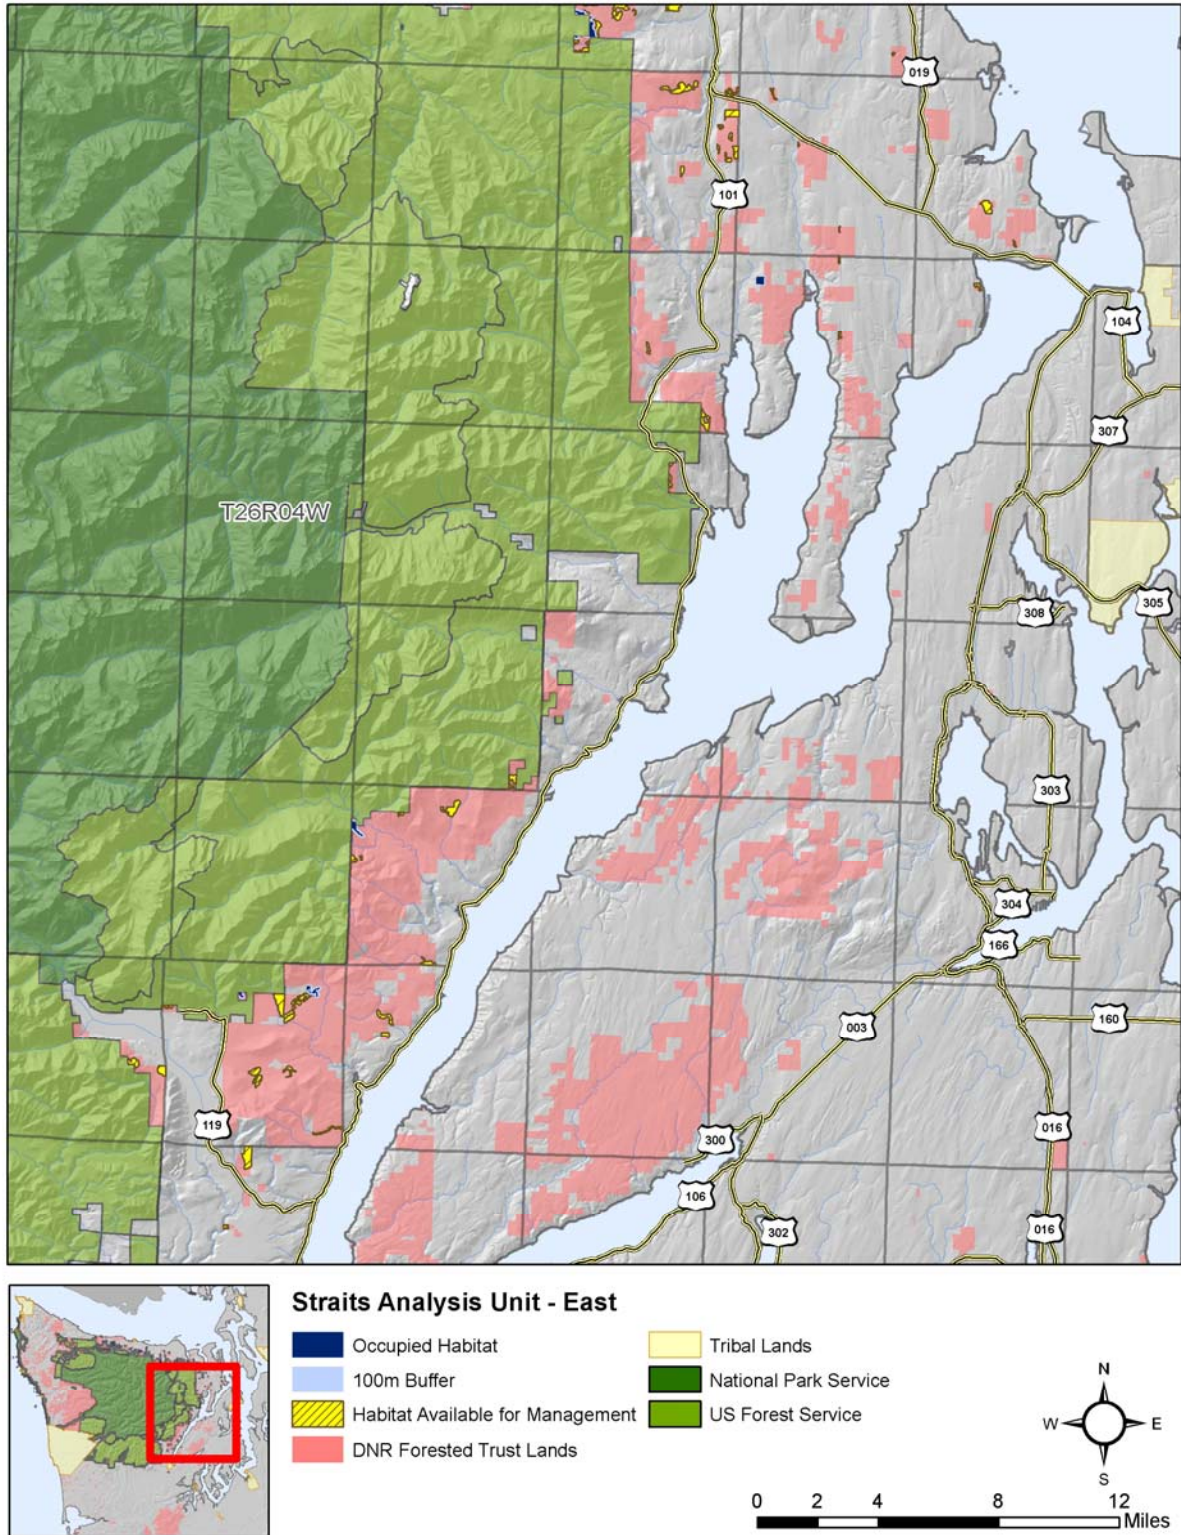 019
101
104
307
T26R04W
308
305
303
304
166
003
160
119
300
016
106
302
016
Straits Analysis Unit - East
Occupied Habitat
100m Buffer
Habitat Available for Management
DNR Forested Trust Lands
Tribal Lands
National Park Service
US Forest Service
N
W E
S
0 2 4 8 12
Miles